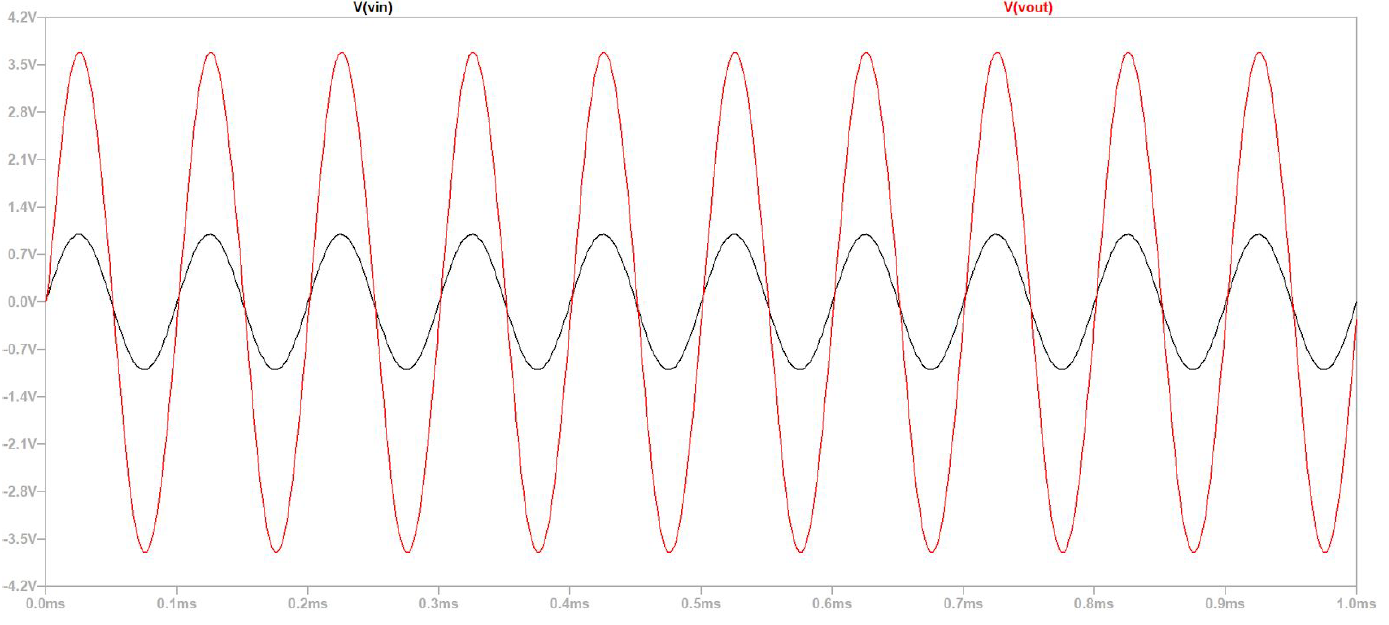 V(vin) V(vout)
4.2V
3.5V
2.8V
2.1V
1.4V
0.7V
0.0V
-0.7V
-1.4V
-2.1V
-2.8V
-3.5V
-4.2V
0.0ms 0.1ms 0.2ms 0.3ms 0.4ms 0.5ms 0.6ms 0.7ms 0.8ms 0.9ms 1.0ms